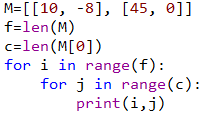 M=[[10, -8], [45, 0]]
f=len(M)
c=len(M[0])
for i in range(f):
    for j in range(c):
        print(i,j)